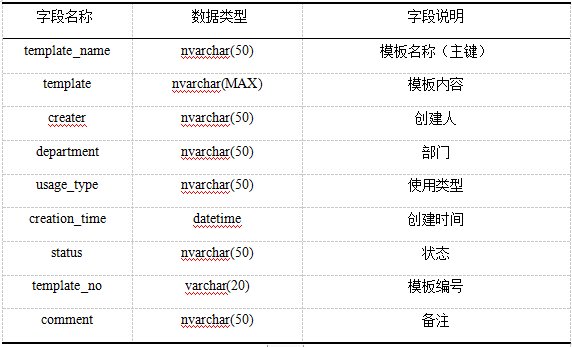 字段名称 数据类型 字段说明
template_name nvarchar(50) 模板名称（主键）
template nvarchar(MAX) 模板内容
creater nvarchar(50) 创建人
department nvarchar(50) 部门
usage_type nvarchar(50) 使用类型
creation_time datetime 创建时间
status nvarchar(50) 状态
template_no varchar(20) 模板编号
comment nvarchar(50) 备注